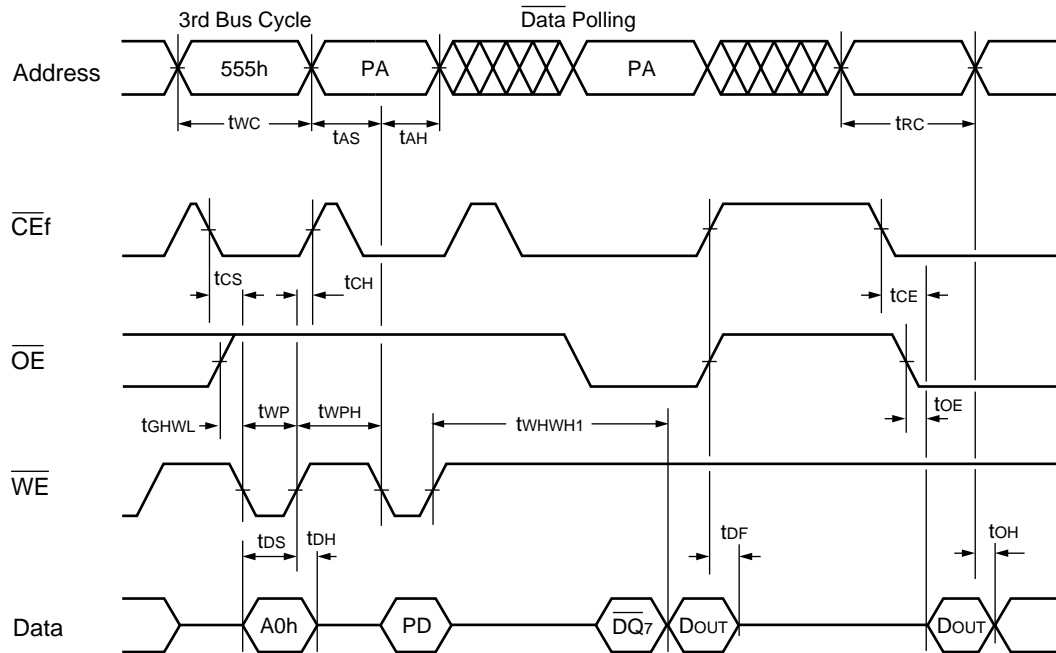 3rd Bus Cycle Data Polling
Address 555h PA PA
tWC tAS tAH tRC
CEf
tCS tCH tCE
OE
tGHWL tWP tWPH tWHWH1 tOE
WE
tDS tDH tDF tOH
Data A0h PD DQ7 DOUT DOUT